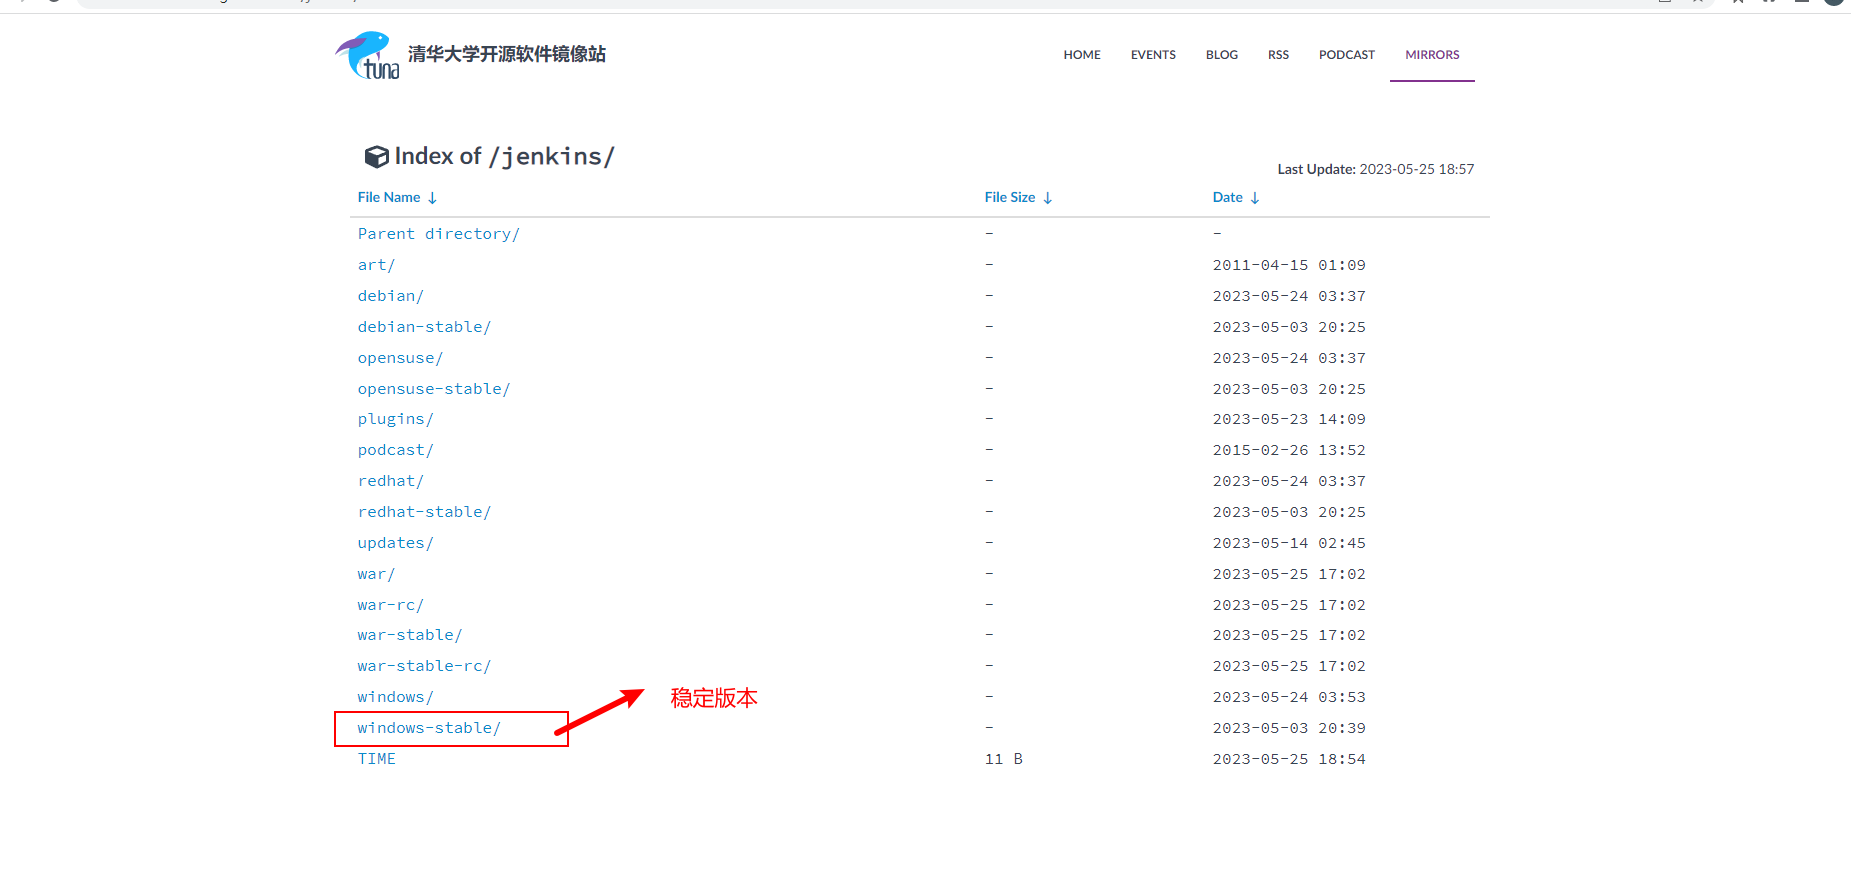 tuna 清华大学开源软件镜像站 HOME EVENTS BLOG RSS PODCAST MIRRORS
Index of /jenkins/
Last Update: 2023-05-25 18:57
File Name ↓ File Size ↓ Date ↓
Parent directory/ - -
art/ - 2011-04-15 01:09
debian/ - 2023-05-24 03:37
debian-stable/ - 2023-05-03 20:25
opensuse/ - 2023-05-24 03:37
opensuse-stable/ - 2023-05-03 20:25
plugins/ - 2023-05-23 14:09
podcast/ - 2015-02-26 13:52
redhat/ - 2023-05-24 03:37
redhat-stable/ - 2023-05-03 20:25
updates/ - 2023-05-14 02:45
war/ - 2023-05-25 17:02
war-rc/ - 2023-05-25 17:02
war-stable/ - 2023-05-25 17:02
war-stable-rc/ - 2023-05-25 17:02
windows/ - 2023-05-24 03:53
稳定版本
windows-stable/ - 2023-05-03 20:39
TIME 11 B 2023-05-25 18:54